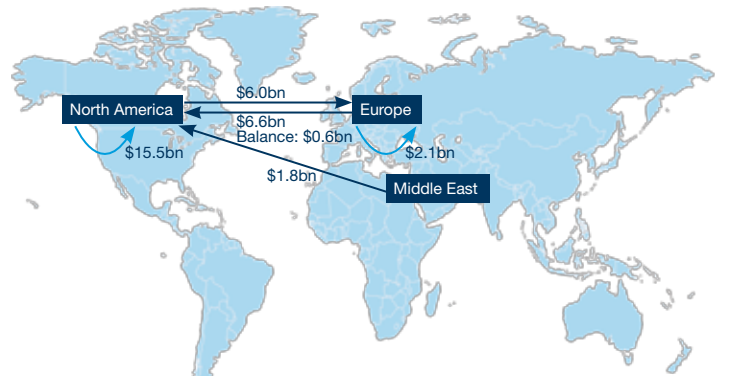 $6.0bn
North America
Europe
$6.6bn
Balance: $0.6bn
$15.5bn
$2.1bn
$1.8bn
Middle East